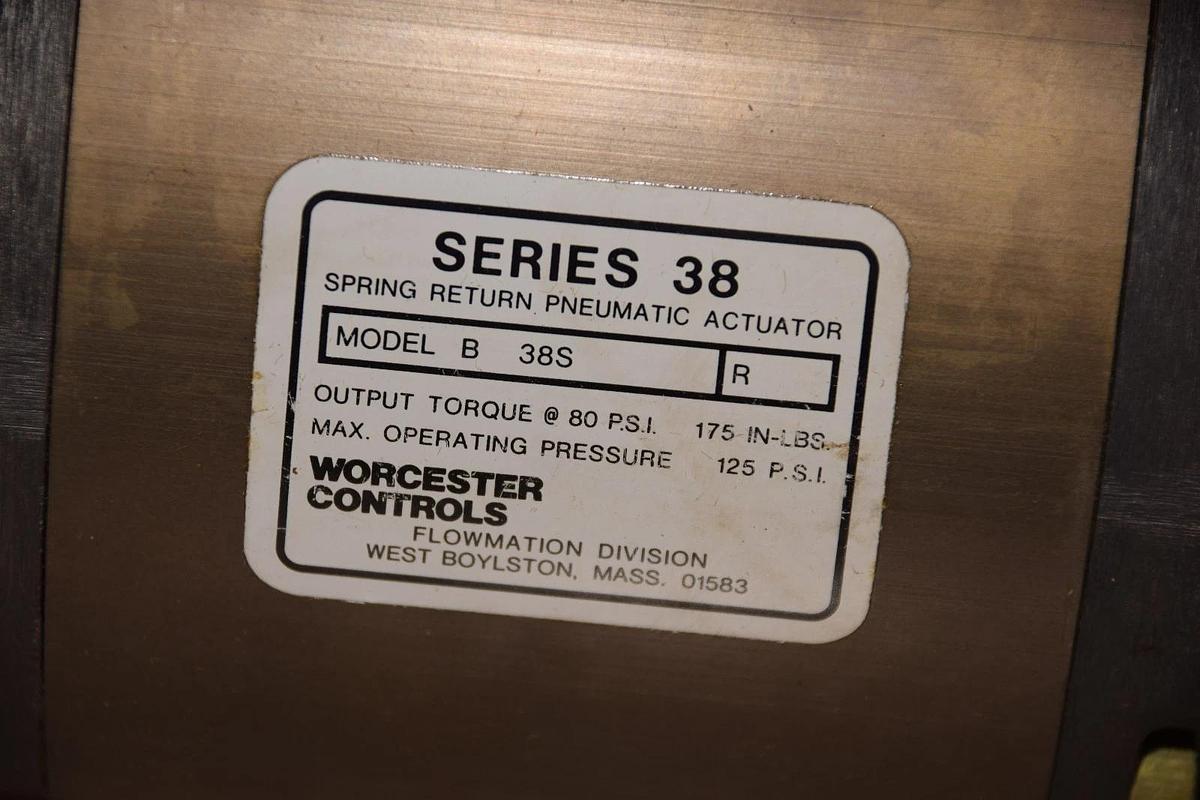 SERIES 38
SPRING RETURN PNEUMATIC ACTUATOR
MODEL B 38S R
OUTPUT TORQUE @ 80 P.S.I. 175 IN-LBS.
MAX. OPERATING PRESSURE 125 P.S.I.
WORCESTER
CONTROLS
FLOWMATION DIVISION
WEST BOYLSTON, MASS. 01583